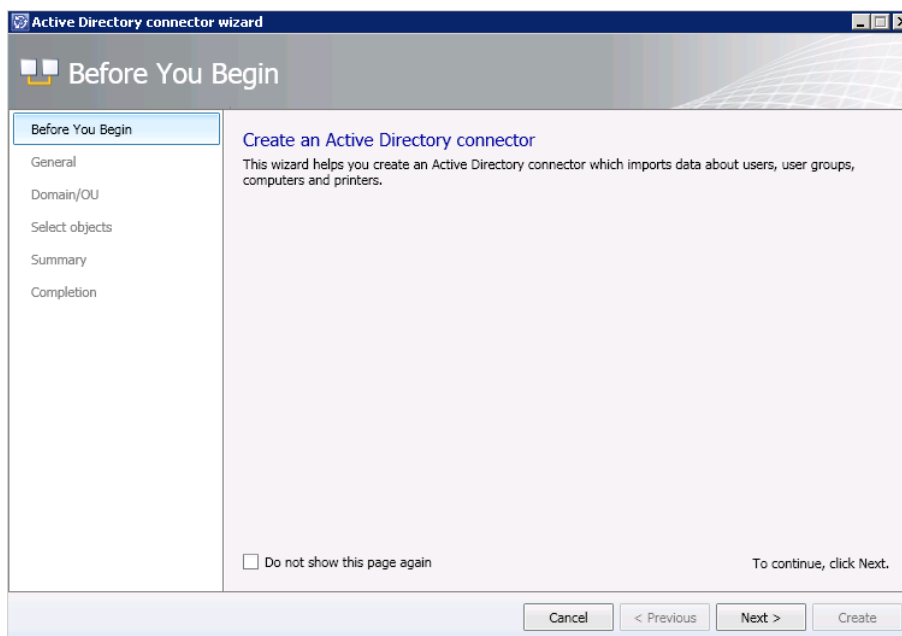 Active Directory connector wizard
Before You Begin
Before You Begin
General
Domain/OU
Select objects
Summary
Completion
Create an Active Directory connector
This wizard helps you create an Active Directory connector which imports data about users, user groups,
computers and printers.
Do not show this page again
To continue, click Next.
Cancel
< Previous
Next >
Create